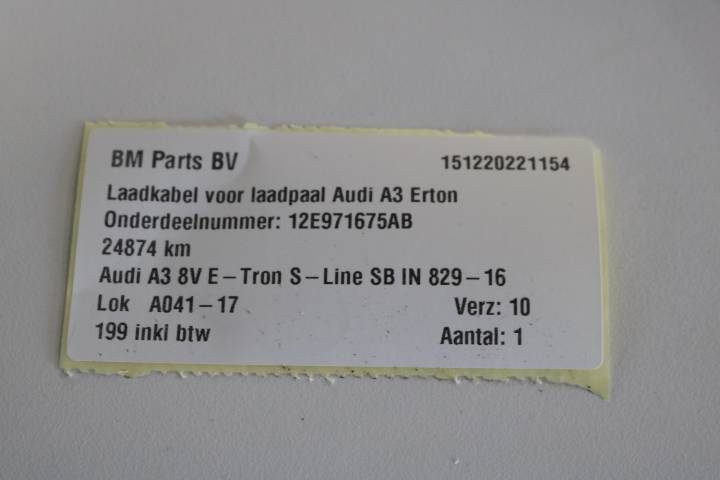 BM Parts BV 151220221154
Laadkabel voor laadpaal Audi A3 Erton
Onderdeelnummer: 12E971675AB
24874 km
Audi A3 8V E-Tron S-Line SB IN 829-16
Lok A041-17 Verz: 10
199 inkl btw Aantal: 1